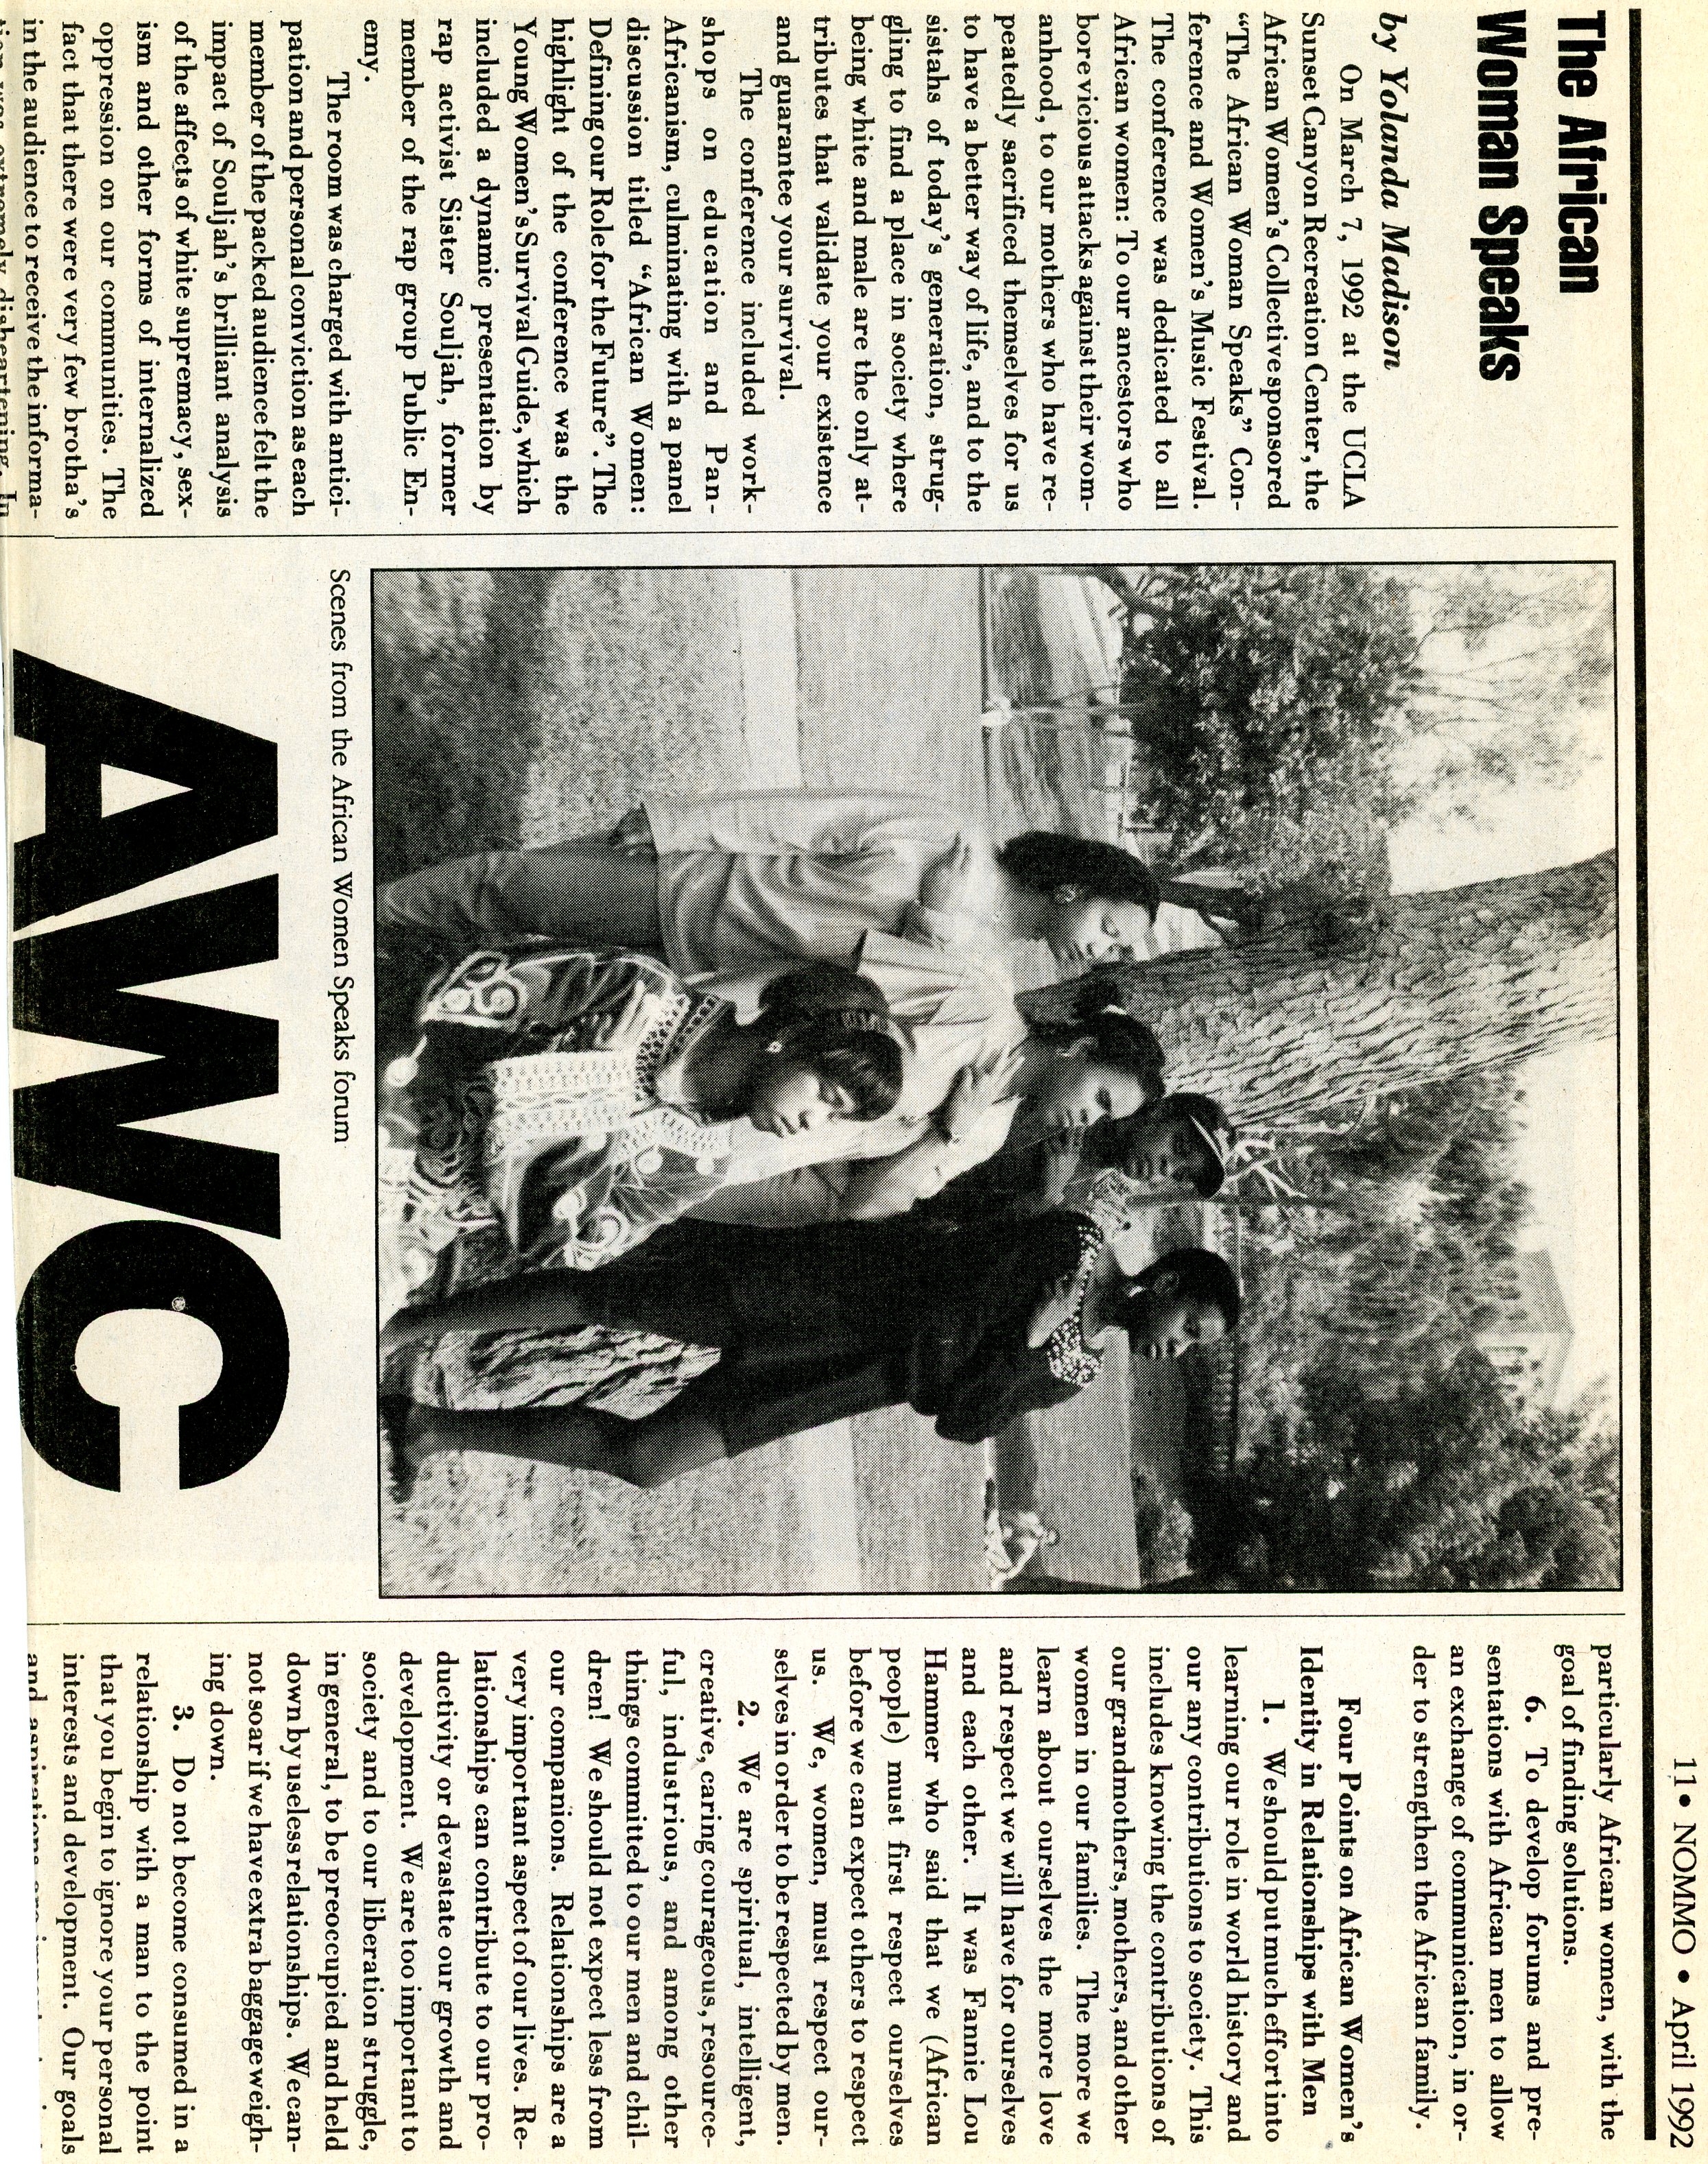 11• NOMMO • April 1992
The African
Woman Speaks
by Yolanda Madison
On March 7, 1992 at the UCLA
Sunset Canyon Recreation Center, the
African Women's Collective sponsored
“The African Woman Speaks” Con-
ference and Women's Music Festival.
The conference was dedicated to all
African women: To our ancestors who
bore vicious attacks against their wom-
anhood, to our mothers who have re-
peatedly sacrificed themselves for us
to have a better way of life, and to the
sistahs of today's generation, strug-
gling to find a place in society where
being white and male are the only at-
tributes that validate your existence
and guarantee your survival.
The conference included work-
shops on education and Pan-
Africanism, culminating with a panel
discussion titled “African Women:
Defining our Role for the Future”. The
highlight of the conference was the
Young Women's Survival Guide, which
included a dynamic presentation by
rap activist Sister Souljah, former
member of the rap group Public En-
emy.
The room was charged with antici-
pation and personal conviction as each
member of the packed audience felt the
impact of Souljah's brilliant analysis
of the affects of white supremacy, sex-
ism and other forms of internalized
oppression on our communities. The
fact that there were very few brotha's
in the audience to receive the informa-
tion was extremely disheartening. In
Scenes from the African Women Speaks forum
AWC
particularly African women, with the
goal of finding solutions.
6. To develop forums and pre-
sentations with African men to allow
an exchange of communication, in or-
der to strengthen the African family.
Four Points on African Women's
Identity in Relationships with Men
1. We should put much effort into
learning our role in world history and
our any contributions to society. This
includes knowing the contributions of
our grandmothers, mothers, and other
women in our families. The more we
learn about ourselves the more love
and respect we will have for ourselves
and each other. It was Fannie Lou
Hammer who said that we (African
people) must first respect ourselves
before we can expect others to respect
us. We, women, must respect our-
selves in order to be respected by men.
2. We are spiritual, intelligent,
creative, caring courageous, resource-
ful, industrious, and among other
things committed to our men and chil-
dren! We should not expect less from
our companions. Relationships are a
very important aspect of our lives. Re-
lationships can contribute to our pro-
ductivity or devastate our growth and
development. We are too important to
society and to our liberation struggle,
in general, to be preoccupied and held
down by useless relationships. We can-
not soar if we have extra baggage weigh-
ing down.
3. Do not become consumed in a
relationship with a man to the point
that you begin to ignore your personal
interests and development. Our goals
and aspirations are